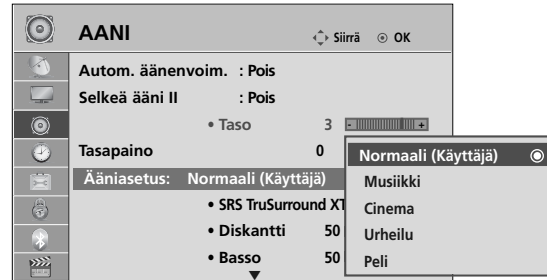 AANI Siirrä OK
Autom. äänenvoim. : Pois
Selkeä ääni II : Pois
• Taso 3 - +
Tasapaino 0
Ääniasetus: Normaali (Käyttäjä)
• SRS TruSurround XT
• Diskantti 50
• Basso 50
Normaali (Käyttäjä)
Musiikki
Cinema
Urheilu
Peli